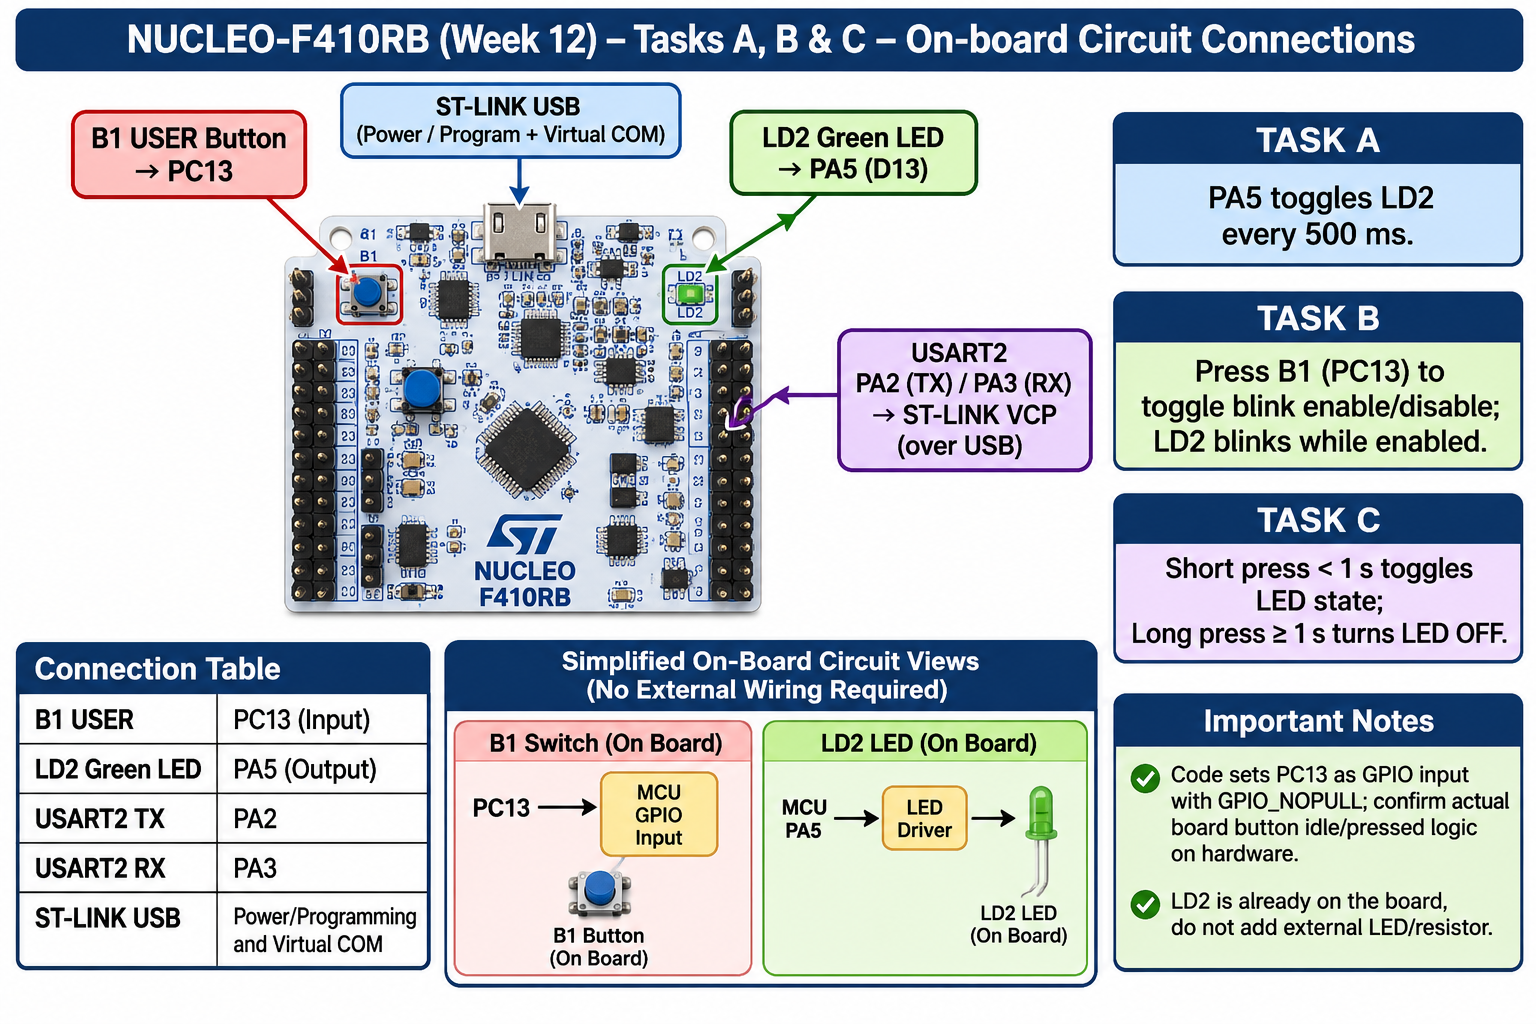 NUCLEO-F410RB (Week 12) – Tasks A, B & C – On-board Circuit Connections
B1 USER Button
→ PC13
ST-LINK USB
(Power / Program + Virtual COM)
LD2 Green LED
→ PA5 (D13)
B1
LD2
LD2
USART2
PA2 (TX) / PA3 (RX)
→ ST-LINK VCP
(over USB)
NUCLEO
F410RB
TASK A
PA5 toggles LD2
every 500 ms.
TASK B
Press B1 (PC13) to
toggle blink enable/disable;
LD2 blinks while enabled.
TASK C
Short press < 1 s toggles
LED state;
Long press ≥ 1 s turns LED OFF.
Connection Table
B1 USER PC13 (Input)
LD2 Green LED PA5 (Output)
USART2 TX PA2
USART2 RX PA3
ST-LINK USB Power/Programming
and Virtual COM
Simplified On-Board Circuit Views
(No External Wiring Required)
B1 Switch (On Board)
PC13
MCU
GPIO
Input
B1 Button
(On Board)
LD2 LED (On Board)
MCU
PA5
LED
Driver
LD2 LED
(On Board)
Important Notes
Code sets PC13 as GPIO input
with GPIO_NOPULL; confirm actual
board button idle/pressed logic
on hardware.
LD2 is already on the board,
do not add external LED/resistor.